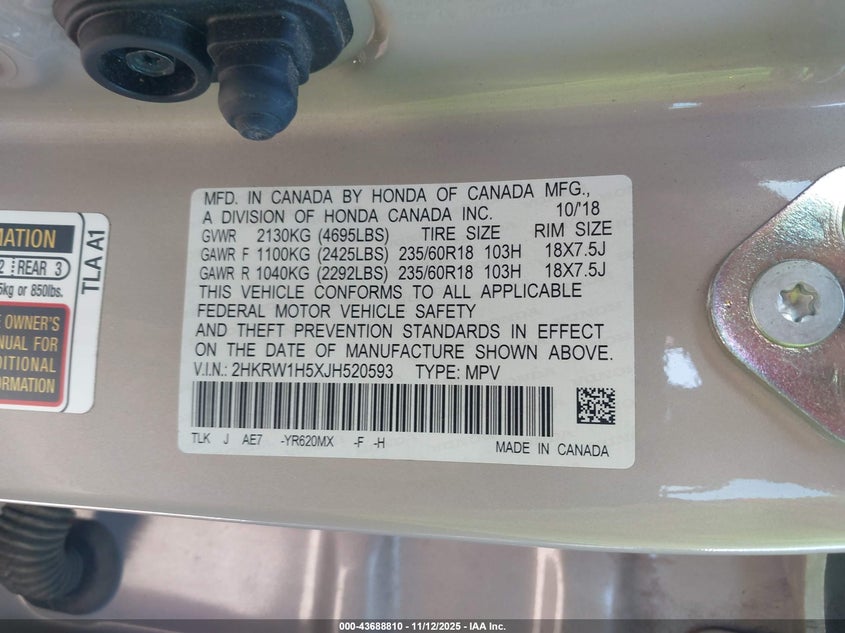 MFD. IN CANADA BY HONDA OF CANADA MFG.,
A DIVISION OF HONDA CANADA INC. 10/'18
GVWR 2130KG (4695LBS) TIRE SIZE RIM SIZE
GAWR F 1100KG (2425LBS) 235/60R18 103H 18X7.5J
GAWR R 1040KG (2292LBS) 235/60R18 103H 18X7.5J
THIS VEHICLE CONFORMS TO ALL APPLICABLE
FEDERAL MOTOR VEHICLE SAFETY
AND THEFT PREVENTION STANDARDS IN EFFECT
ON THE DATE OF MANUFACTURE SHOWN ABOVE.
V.I.N.: 2HKRW1H5XJH520593 TYPE: MPV
TLK J AE7 -YR620MX -F -H MADE IN CANADA
MATION
2 REAR 3
5kg or 850lbs.
OWNER'S
NUAL FOR
DITIONAL
ORMATION
TLA A1
000-43688810 - 11/12/2025 - IAA Inc.